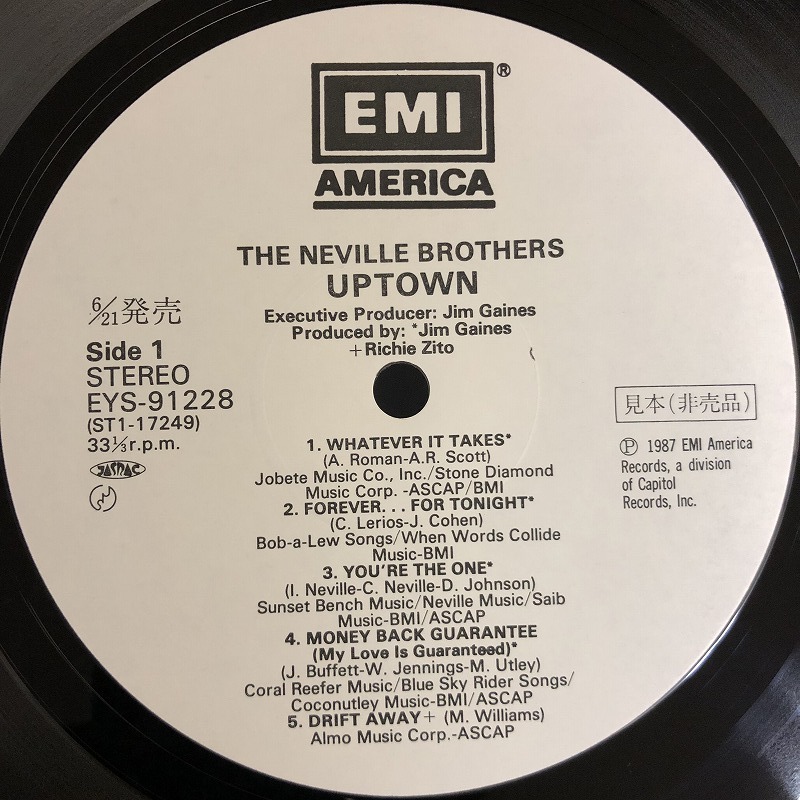 EMI®
AMERICA
THE NEVILLE BROTHERS
UPTOWN
Executive Producer: Jim Gaines
Produced by: *Jim Gaines
+Richie Zito
6/21発売
Side 1
STEREO
EYS-91228
(ST1-17249)
33⅓r.p.m.
JASRAC
見本(非売品)
Ⓟ 1987 EMI America
Records, a division
of Capitol
Records, Inc.
1. WHATEVER IT TAKES*
(A. Roman-A.R. Scott)
Jobete Music Co., Inc./Stone Diamond
Music Corp. -ASCAP/BMI
2. FOREVER. . . FOR TONIGHT*
(C. Lerios-J. Cohen)
Bob-a-Lew Songs/When Words Collide
Music-BMI
3. YOU'RE THE ONE*
(I. Neville-C. Neville-D. Johnson)
Sunset Bench Music/Neville Music/Saib
Music-BMI/ASCAP
4. MONEY BACK GUARANTEE
(My Love Is Guaranteed)*
(J. Buffett-W. Jennings-M. Utley)
Coral Reefer Music/Blue Sky Rider Songs/
Coconutley Music-BMI/ASCAP
5. DRIFT AWAY+ (M. Williams)
Almo Music Corp.-ASCAP